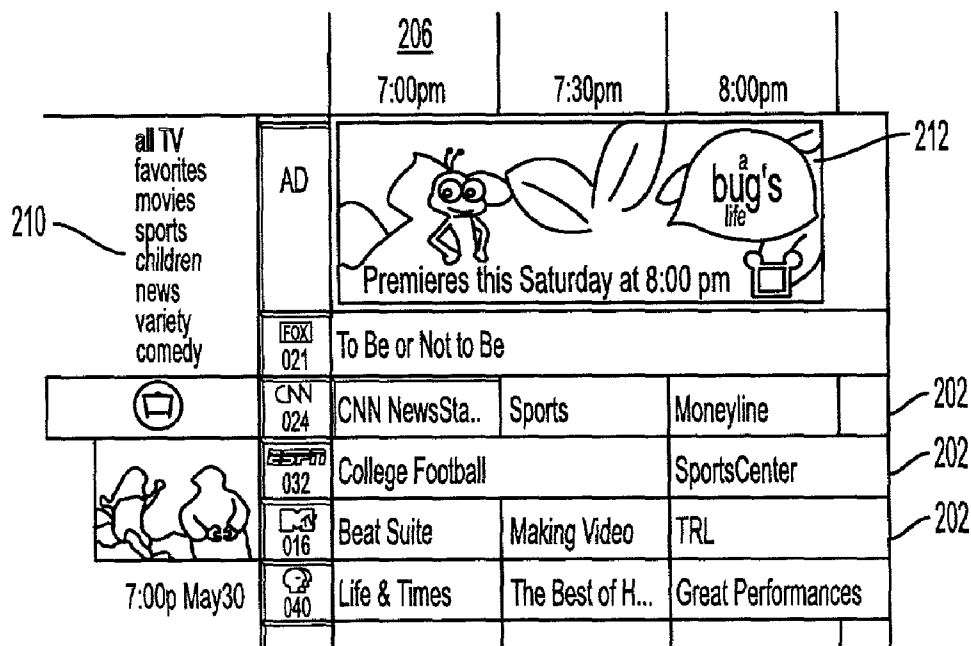 206
7:00pm 7:30pm 8:00pm
all TV
favorites
movies
sports
children
news
variety
comedy
210
AD
a
bug's
life
Premieres this Saturday at 8:00 pm
212
FOX
021 To Be or Not to Be
CNN
024 CNN NewsSta.. Sports Moneyline 202
ESPN
032 College Football SportsCenter 202
MTV
016 Beat Suite Making Video TRL 202
040 Life & Times The Best of H... Great Performances
7:00p May30